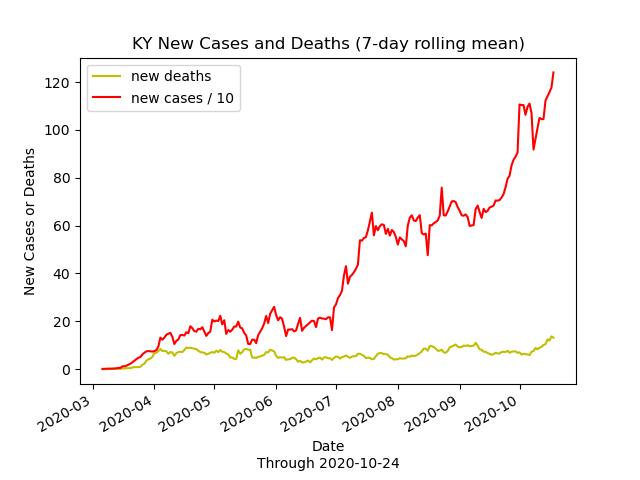 KY New Cases and Deaths (7-day rolling mean)
new deaths
new cases / 10
New Cases or Deaths
120
100
80
60
40
20
0
2020-03
2020-04
2020-05
2020-06
2020-07
2020-08
2020-09
2020-10
Date
Through 2020-10-24